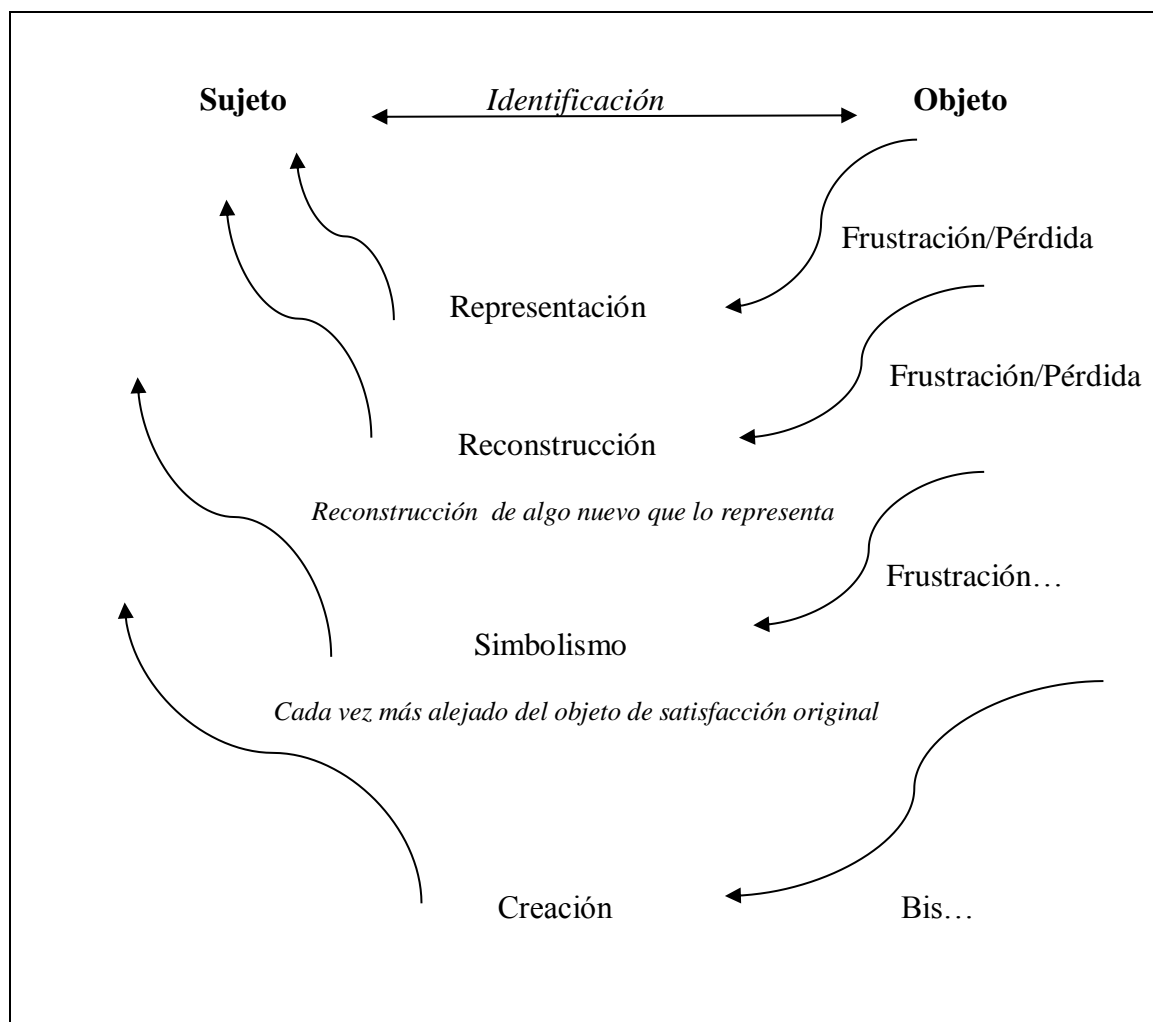 Sujeto Identificación Objeto
Frustración/Pérdida
Representación
Frustración/Pérdida
Reconstrucción
Reconstrucción de algo nuevo que lo representa
Frustración…
Simbolismo
Cada vez más alejado del objeto de satisfacción original
Creación Bis…